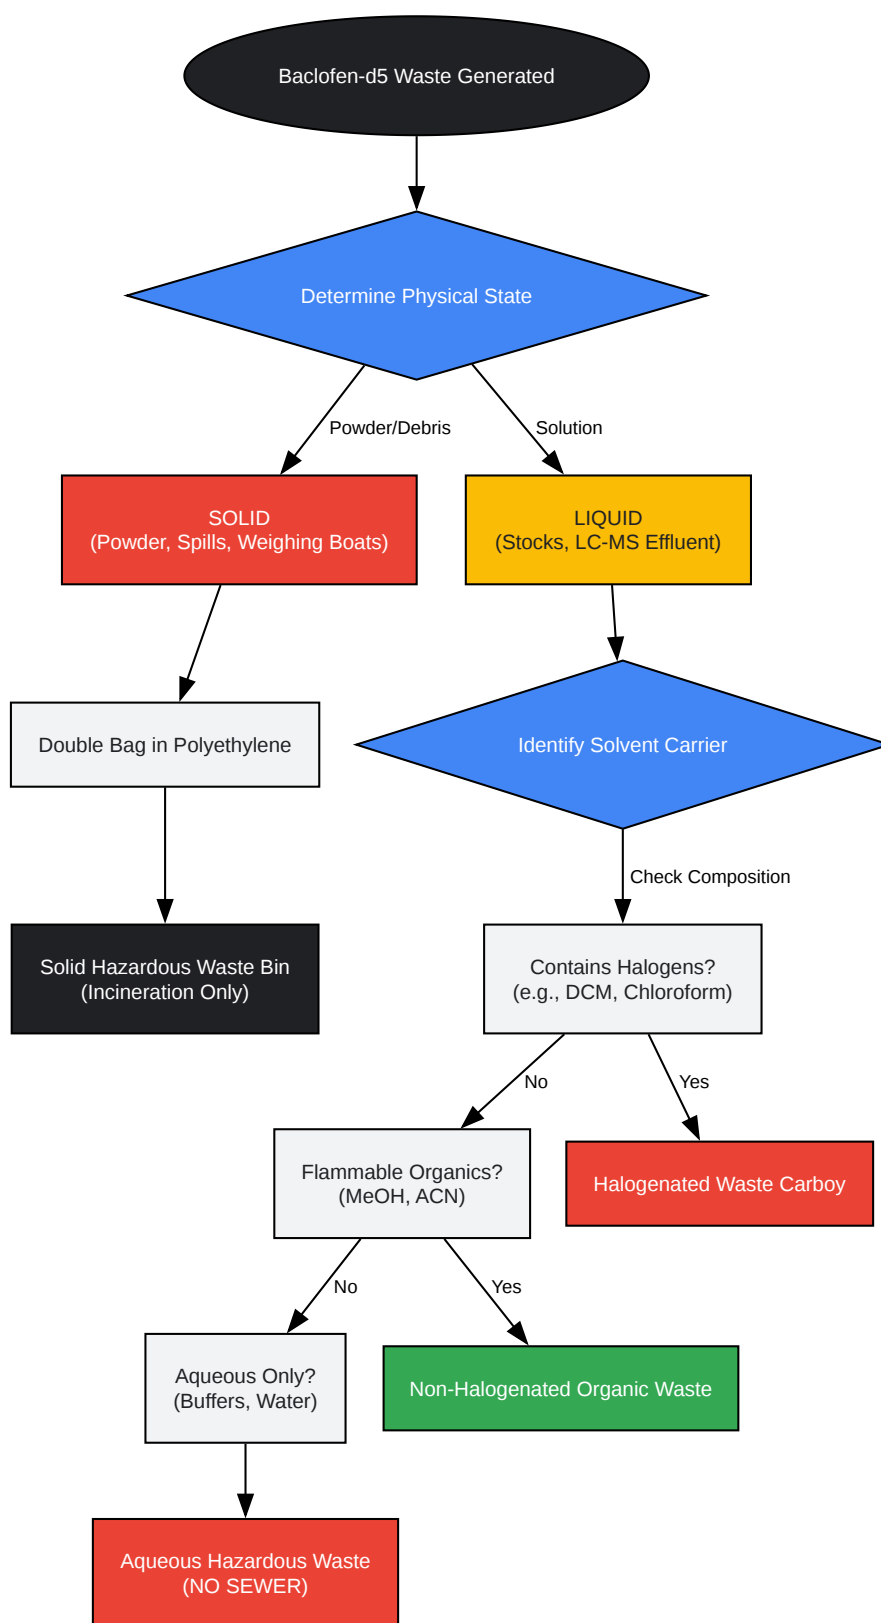 Baclofen-d5 Waste Generated
Determine Physical State
Powder/Debris
Solution
SOLID
(Powder, Spills, Weighing Boats)
LIQUID
(Stocks, LC-MS Effluent)
Double Bag in Polyethylene
Identify Solvent Carrier
Check Composition
Solid Hazardous Waste Bin
(Incineration Only)
Contains Halogens?
(e.g., DCM, Chloroform)
No
Yes
Flammable Organics?
(MeOH, ACN)
Halogenated Waste Carboy
No
Yes
Aqueous Only?
(Buffers, Water)
Non-Halogenated Organic Waste
Aqueous Hazardous Waste
(NO SEWER)